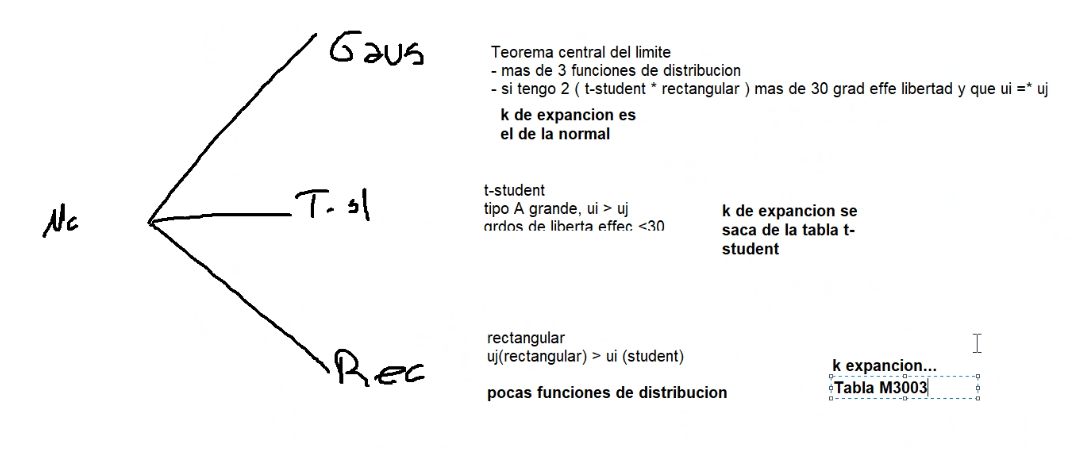 Gaus
Teorema central del limite
- mas de 3 funciones de distribucion
- si tengo 2 ( t-student * rectangular ) mas de 30 grad effe libertad y que ui =* uj
k de expancion es
el de la normal
Mc
T. st
t-student
tipo A grande, ui > uj
grdos de liberta effec <30
k de expancion se
saca de la tabla t-
student
Rec
rectangular
uj(rectangular) > ui (student)
pocas funciones de distribucion
k expancion...
Tabla M3003